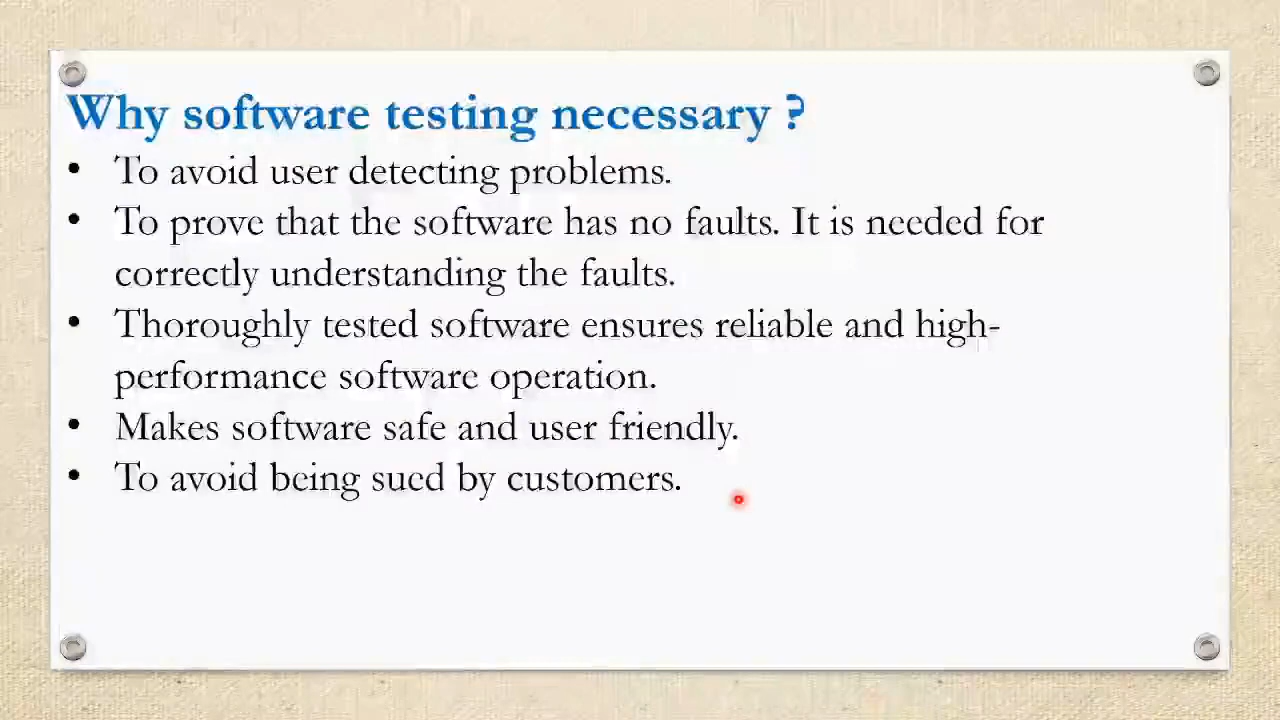 Why software testing necessary ?
• To avoid user detecting problems.
• To prove that the software has no faults. It is needed for
correctly understanding the faults.
• Thoroughly tested software ensures reliable and high-
performance software operation.
• Makes software safe and user friendly.
• To avoid being sued by customers.